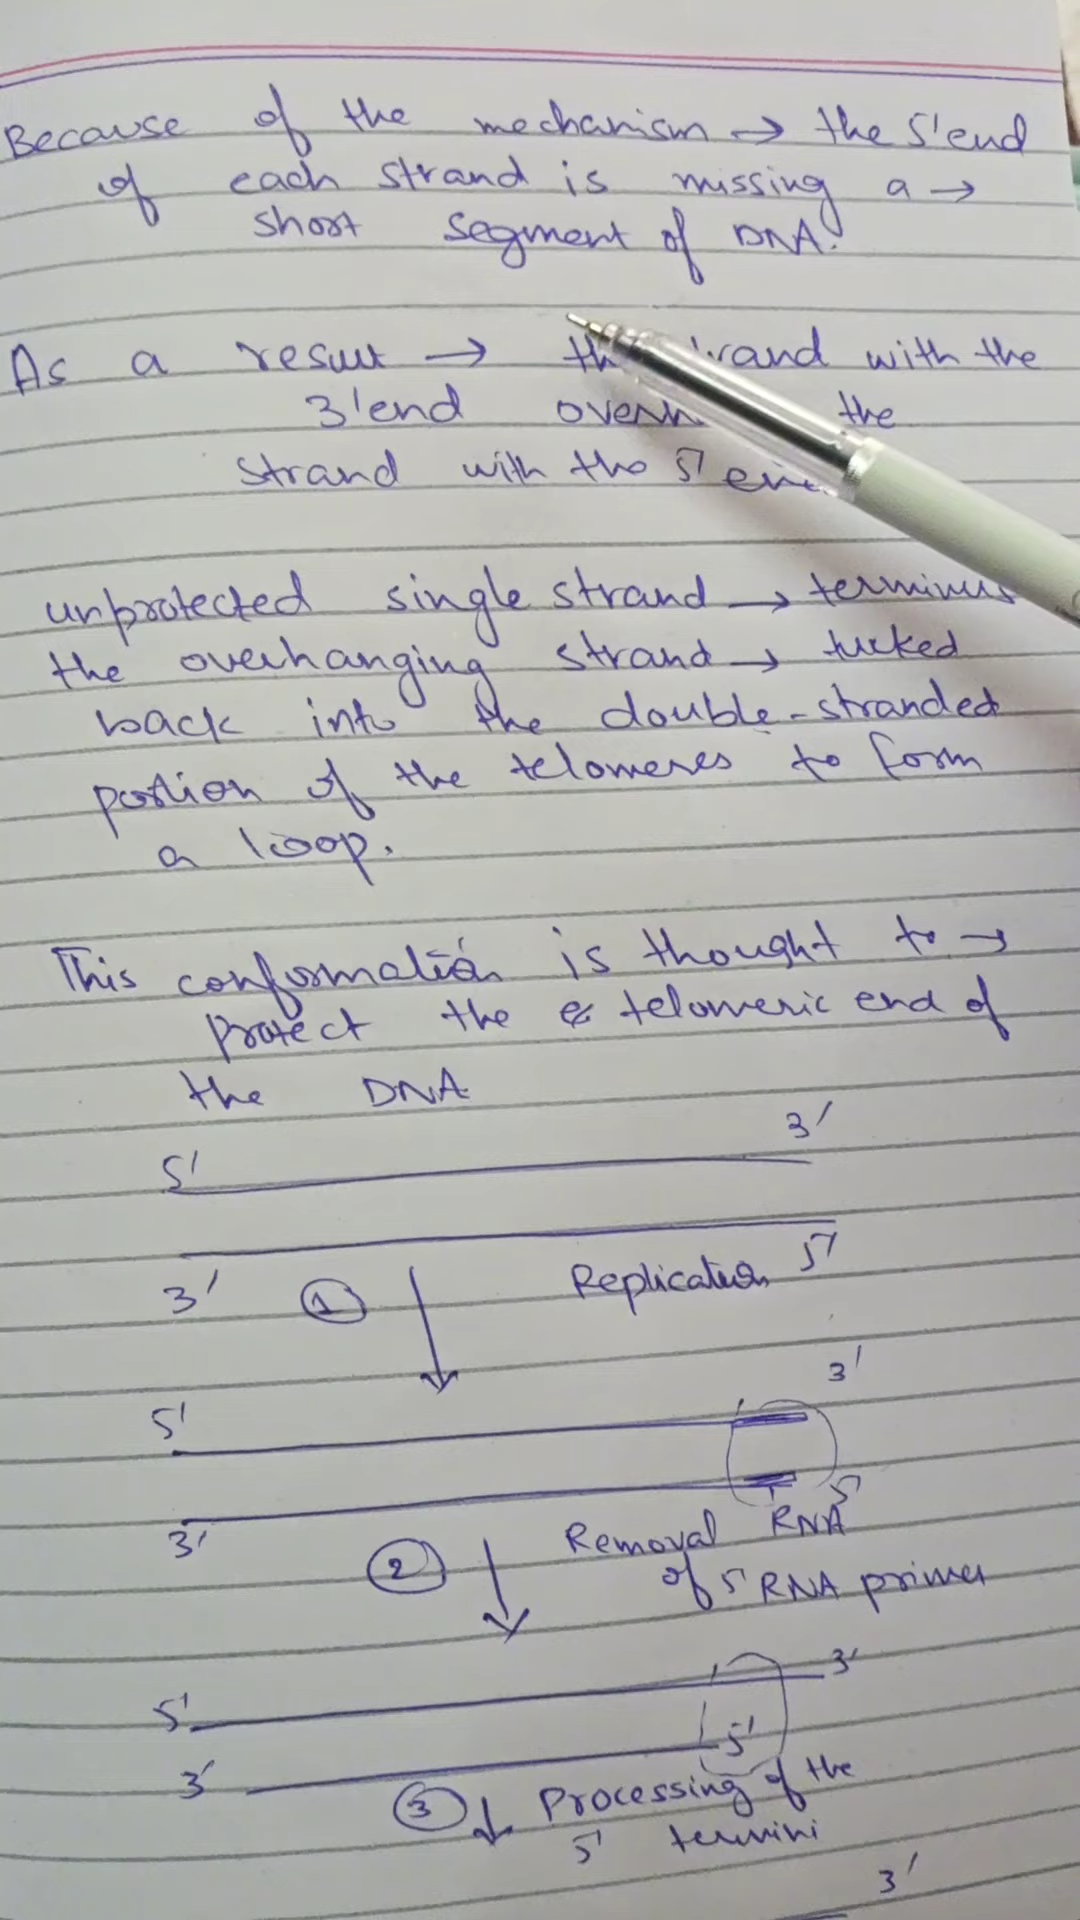 Because of the mechanism → the 5'end
of each strand is missing a →
short segment of DNA.
As a result → with the
3'end the
strand with the 5'
unprotected single strand → terminus
the overhanging strand → tucked
back into the double-stranded
portion of the telomeres to form
a loop.
This conformation is thought to →
protect the telomeric end of
the DNA
3'
5'
3' 1 Replication 5'
3'
5'
5'
3' RNA
2 Removal
of 5' RNA primer
3'
5'
5'
3'
3 Processing of the
5' termini
3'